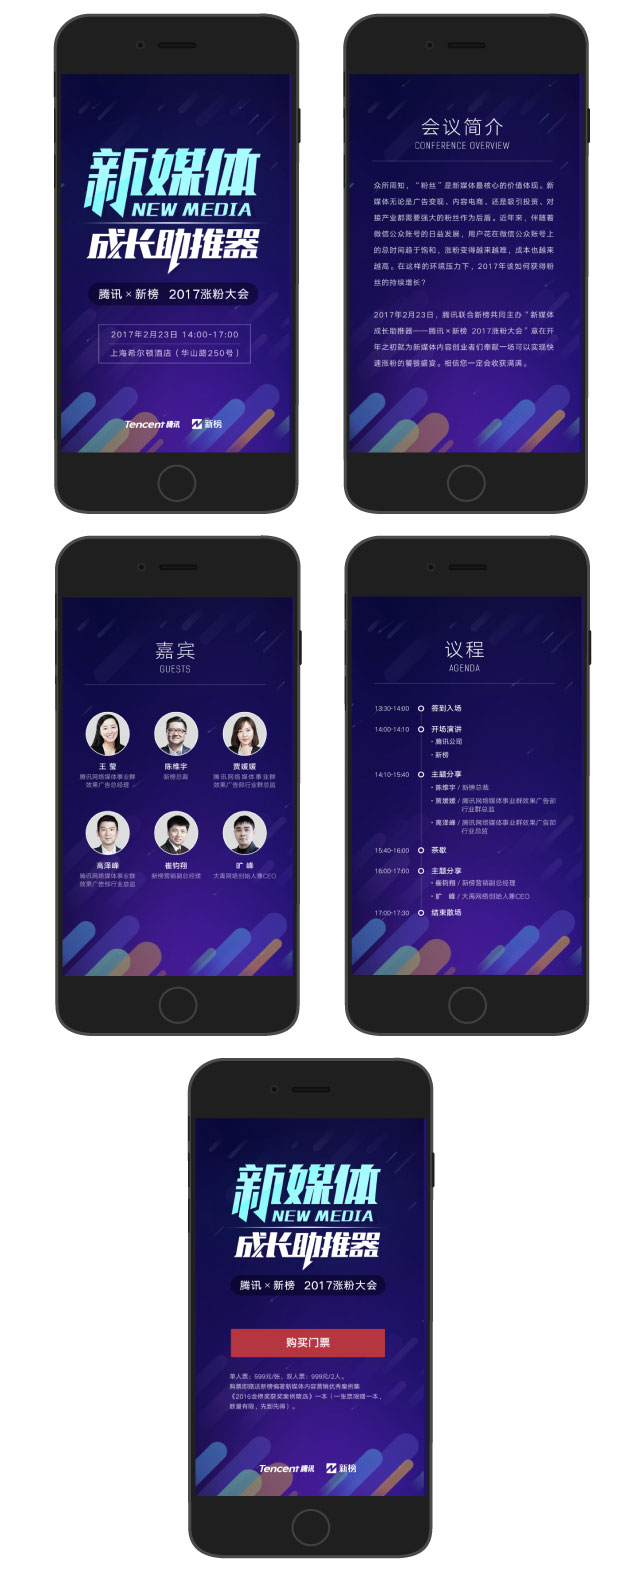 新媒体
NEW MEDIA
成长助推器
腾讯 × 新榜 2017涨粉大会
2017年2月23日 14:00-17:00
上海希尔顿酒店（华山路250号）
Tencent 腾讯 新榜
会议简介
CONFERENCE OVERVIEW
众所周知，“粉丝”是新媒体最核心的价值体现。新
媒体无论是广告变现、内容电商、还是吸引投资、对
接产业都需要强大的粉丝作为后盾。近年来，伴随着
微信公众账号的日益发展，用户花在微信公众账号上
的总时间趋于饱和，涨粉变得越来越难，成本也越来
越高。在这样的环境压力下，2017年该如何获得粉
丝的持续增长？
2017年2月23日，腾讯联合新榜共同主办“新媒体
成长助推器——腾讯×新榜 2017涨粉大会”意在开
年之初就为新媒体内容创业者们奉献一场可以实现快
速涨粉的饕餮盛宴。相信您一定会收获满满。
嘉宾
GUESTS
王 莹
腾讯网络媒体事业群
效果广告总经理
陈维宇
新榜总裁
贾媛媛
腾讯网络媒体事业群
效果广告部行业群总监
高泽峰
腾讯网络媒体事业群
效果广告部行业总监
崔钧翔
新榜营销副总经理
旷 峰
大禹网络创始人兼CEO
议程
AGENDA
13:30-14:00 签到入场
14:00-14:10 开场演讲
· 腾讯公司
· 新榜
14:10-15:40 主题分享
· 陈维宇 / 新榜总裁
· 贾媛媛 / 腾讯网络媒体事业群效果广告部
行业群总监
· 高泽峰 / 腾讯网络媒体事业群效果广告部
行业总监
15:40-16:00 茶歇
16:00-17:00 主题分享
· 崔钧翔 / 新榜营销副总经理
· 旷 峰 / 大禹网络创始人兼CEO
17:00-17:30 结束散场
新媒体
NEW MEDIA
成长助推器
腾讯 × 新榜 2017涨粉大会
购买门票
单人票：599元/张，双人票：999元/2人。
购票即赠送新榜编著新媒体内容营销优秀案例集
《2016金榜奖获奖案例精选》一本（一张票限赠一本，
数量有限，先到先得）。
Tencent 腾讯 新榜